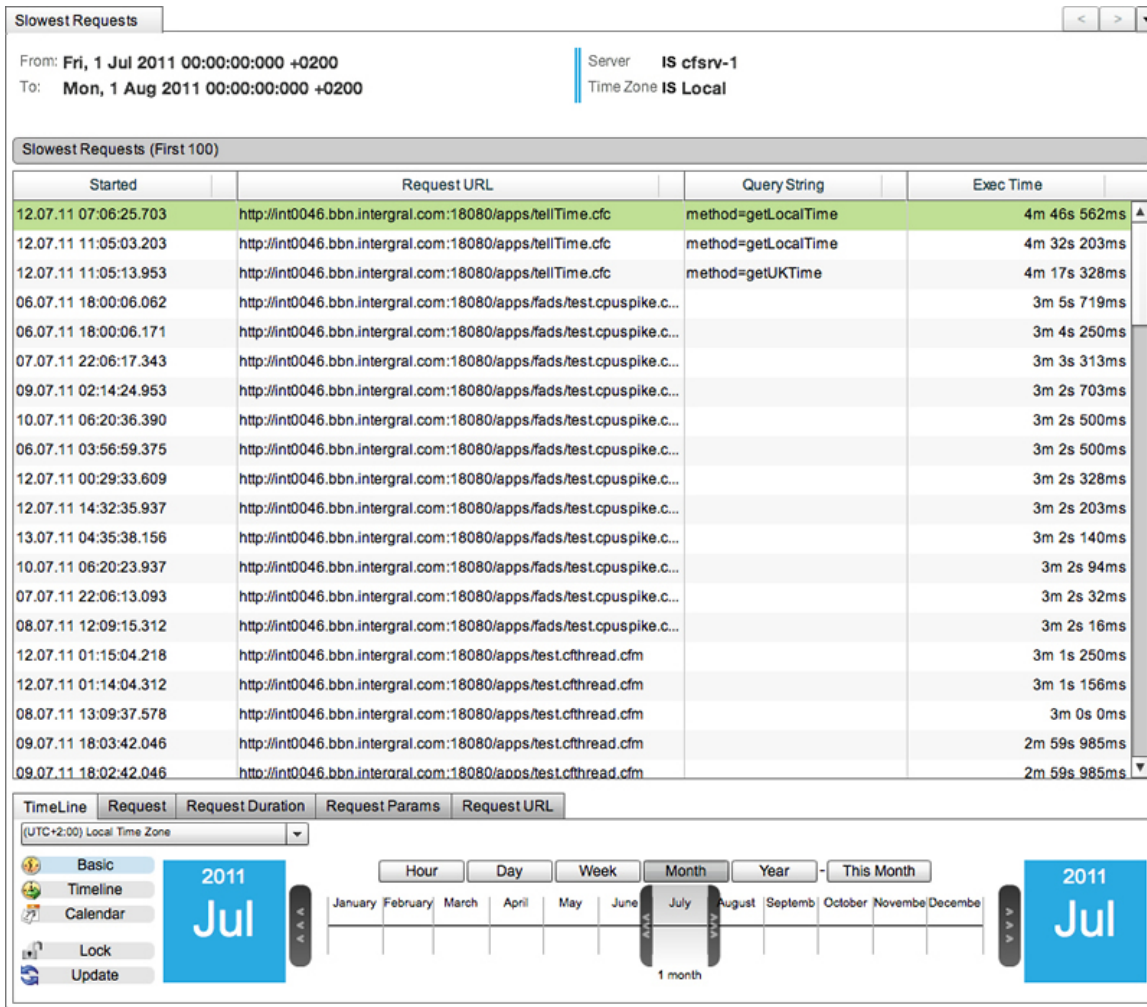 Slowest Requests
< >
From: Fri, 1 Jul 2011 00:00:00:000 +0200
Server IS cfsrv-1
To: Mon, 1 Aug 2011 00:00:00:000 +0200
Time Zone IS Local
Slowest Requests (First 100)
Started Request URL Query String Exec Time
12.07.11 07:06:25.703 http://int0046.bbn.intergral.com:18080/apps/tellTime.cfc method=getLocalTime 4m 46s 562ms
12.07.11 11:05:03.203 http://int0046.bbn.intergral.com:18080/apps/tellTime.cfc method=getLocalTime 4m 32s 203ms
12.07.11 11:05:13.953 http://int0046.bbn.intergral.com:18080/apps/tellTime.cfc method=getUKTime 4m 17s 328ms
06.07.11 18:00:06.062 http://int0046.bbn.intergral.com:18080/apps/fads/test.cpuspike.c... 3m 5s 719ms
06.07.11 18:00:06.171 http://int0046.bbn.intergral.com:18080/apps/fads/test.cpuspike.c... 3m 4s 250ms
07.07.11 22:06:17.343 http://int0046.bbn.intergral.com:18080/apps/fads/test.cpuspike.c... 3m 3s 313ms
09.07.11 02:14:24.953 http://int0046.bbn.intergral.com:18080/apps/fads/test.cpuspike.c... 3m 2s 703ms
10.07.11 06:20:36.390 http://int0046.bbn.intergral.com:18080/apps/fads/test.cpuspike.c... 3m 2s 500ms
06.07.11 03:56:59.375 http://int0046.bbn.intergral.com:18080/apps/fads/test.cpuspike.c... 3m 2s 500ms
12.07.11 00:29:33.609 http://int0046.bbn.intergral.com:18080/apps/fads/test.cpuspike.c... 3m 2s 328ms
12.07.11 14:32:35.937 http://int0046.bbn.intergral.com:18080/apps/fads/test.cpuspike.c... 3m 2s 203ms
13.07.11 04:35:38.156 http://int0046.bbn.intergral.com:18080/apps/fads/test.cpuspike.c... 3m 2s 140ms
10.07.11 06:20:23.937 http://int0046.bbn.intergral.com:18080/apps/fads/test.cpuspike.c... 3m 2s 94ms
07.07.11 22:06:13.093 http://int0046.bbn.intergral.com:18080/apps/fads/test.cpuspike.c... 3m 2s 32ms
08.07.11 12:09:15.312 http://int0046.bbn.intergral.com:18080/apps/fads/test.cpuspike.c... 3m 2s 16ms
12.07.11 01:15:04.218 http://int0046.bbn.intergral.com:18080/apps/test.cfthread.cfm 3m 1s 250ms
12.07.11 01:14:04.312 http://int0046.bbn.intergral.com:18080/apps/test.cfthread.cfm 3m 1s 156ms
08.07.11 13:09:37.578 http://int0046.bbn.intergral.com:18080/apps/test.cfthread.cfm 3m 0s 0ms
09.07.11 18:03:42.046 http://int0046.bbn.intergral.com:18080/apps/test.cfthread.cfm 2m 59s 985ms
09.07.11 18:02:42.046 http://int0046.bbn.intergral.com:18080/apps/test.cfthread.cfm 2m 59s 985ms
TimeLine Request Request Duration Request Params Request URL
(UTC+2:00) Local Time Zone
Basic
Timeline
Calendar
Lock
Update
2011
Jul
Hour Day Week Month Year - This Month
January February March April May June July August Septemb October Novembe Decembe
1 month
2011
Jul